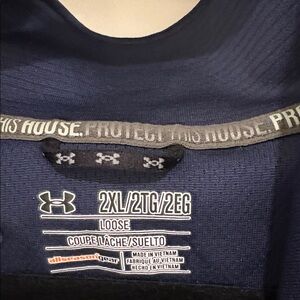 THIS HOUSE. PROTECT THIS HOUSE. PR
2XL/2TG/2EG
LOOSE
COUPE LÂCHE/SUELTO
allseasongear
MADE IN VIETNAM
FABRIQUÉ AU VIETNAM
HECHO EN VIETNAM